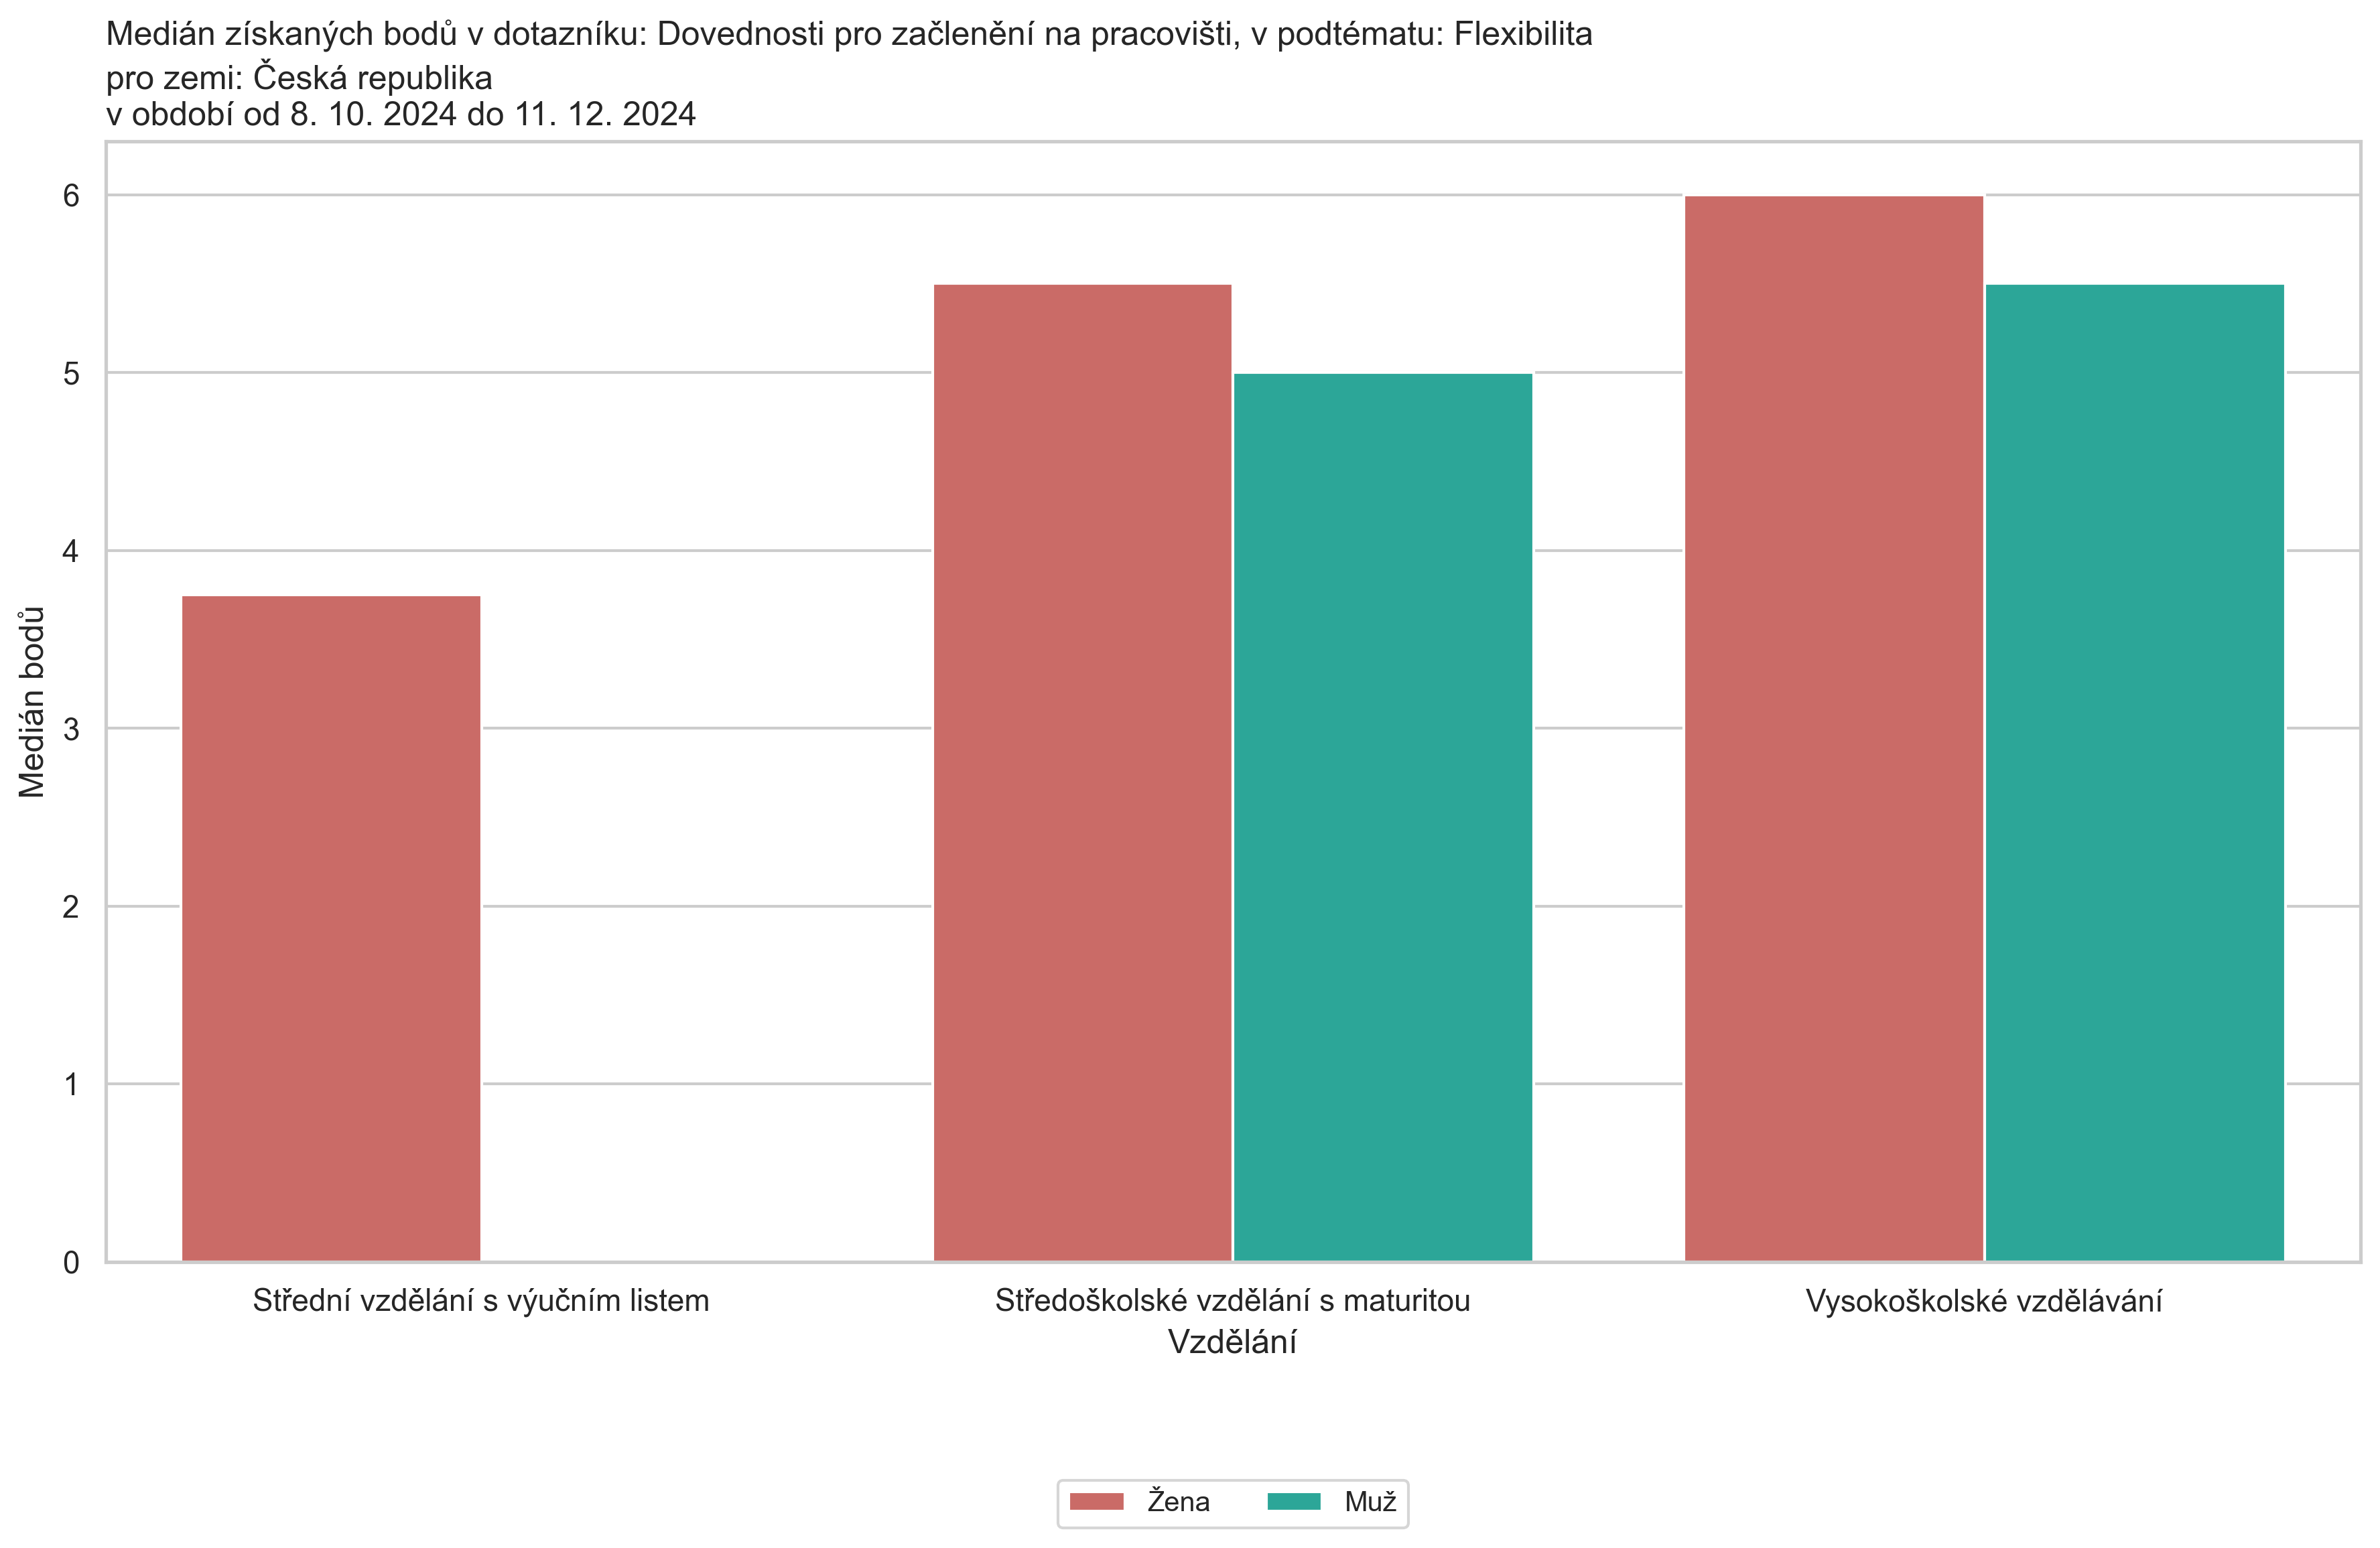 Medián získaných bodů v dotazníku: Dovednosti pro začlenění na pracovišti, v podtématu: Flexibilita
pro zemi: Česká republika
v období od 8. 10. 2024 do 11. 12. 2024
6
5
4
3
2
1
0
Medián bodů
Střední vzdělání s výučním listem
Středoškolské vzdělání s maturitou
Vysokoškolské vzdělávání
Vzdělání
Žena
Muž